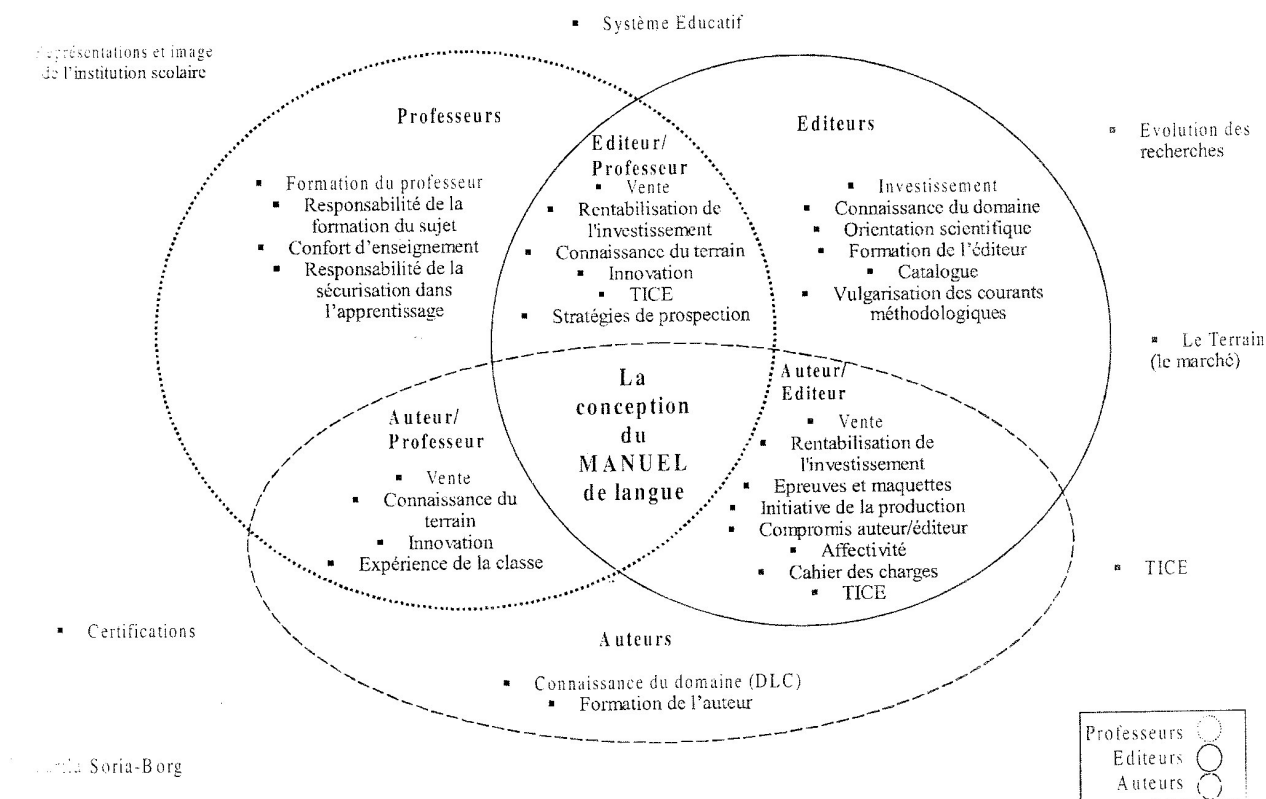 ▪ Système Educatif
Représentations et image
de l'institution scolaire
Professeurs
▪ Formation du professeur
▪ Responsabilité de la
formation du sujet
▪ Confort d'enseignement
▪ Responsabilité de la
sécurisation dans
l'apprentissage
Editeur/
Professeur
▪ Vente
▪ Rentabilisation de
l'investissement
▪ Connaissance du terrain
▪ Innovation
▪ TICE
▪ Stratégies de prospection
Editeurs
▪ Investissement
▪ Connaissance du domaine
▪ Orientation scientifique
▪ Formation de l'éditeur
▪ Catalogue
▪ Vulgarisation des courants
méthodologiques
▪ Evolution des
recherches
▪ Le Terrain
(le marché)
La
conception
du
MANUEL
de langue
Auteur/
Professeur
▪ Vente
▪ Connaissance du
terrain
▪ Innovation
▪ Expérience de la classe
Auteur/
Editeur
▪ Vente
▪ Rentabilisation de
l'investissement
▪ Epreuves et maquettes
▪ Initiative de la production
▪ Compromis auteur/éditeur
▪ Affectivité
▪ Cahier des charges
▪ TICE
▪ TICE
▪ Certifications
Auteurs
▪ Connaissance du domaine (DLC)
▪ Formation de l'auteur
Soria-Borg
Professeurs
Editeurs
Auteurs